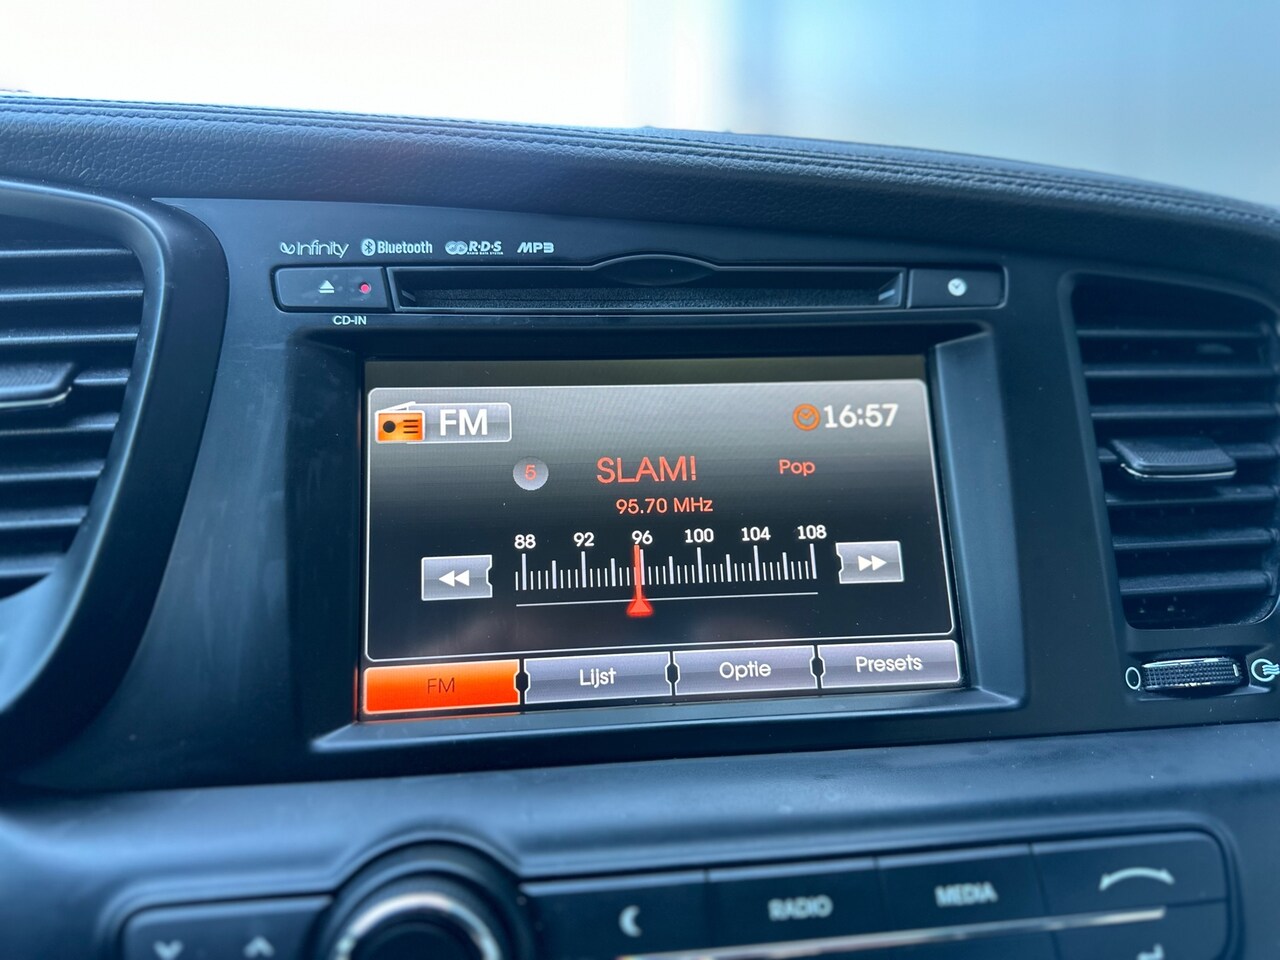 Infinity Bluetooth R·D·S MP3
CD-IN
FM
16:57
5 SLAM! Pop
95.70 MHz
88 92 96 100 104 108
FM Lijst Optie Presets
RADIO MEDIA